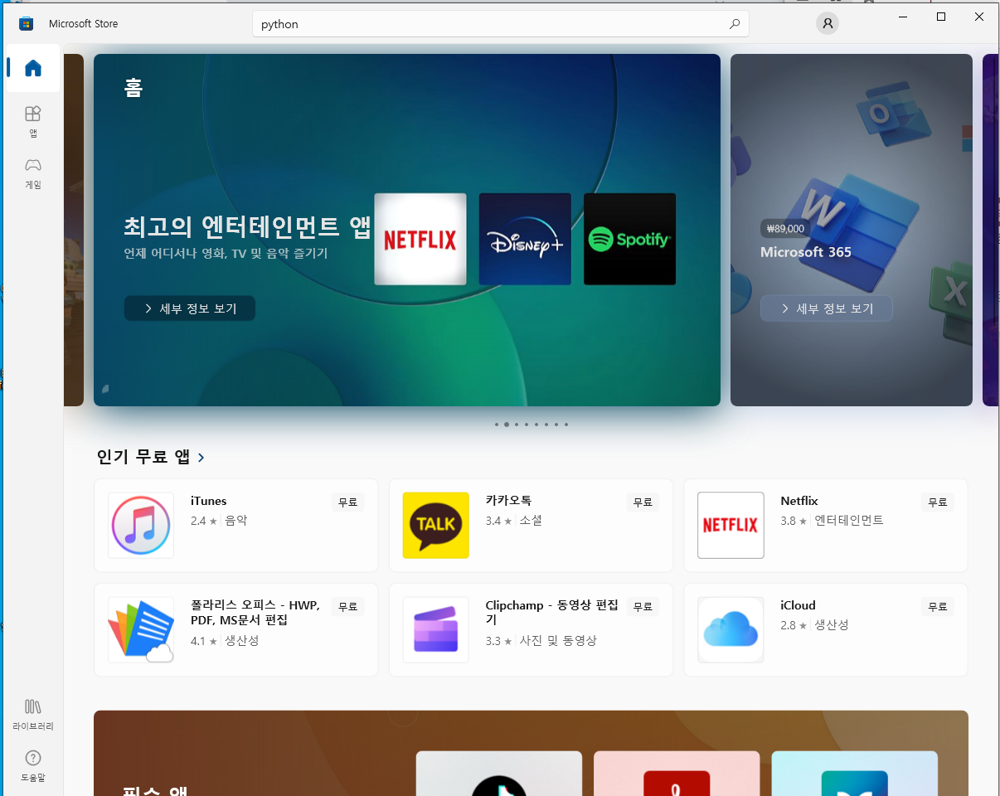 Microsoft Store
python
홈
앱
게임
최고의 엔터테인먼트 앱
언제 어디서나 영화, TV 및 음악 즐기기
세부 정보 보기
NETFLIX
Disney+
Spotify
O
W
X
₩89,000
Microsoft 365
세부 정보 보기
인기 무료 앱
iTunes
무료
2.4 ★ 음악
TALK
카카오톡
무료
3.4 ★ 소셜
NETFLIX
Netflix
무료
3.8 ★ 엔터테인먼트
폴라리스 오피스 - HWP,
PDF, MS문서 편집
무료
4.1 ★ 생산성
Clipchamp - 동영상 편집
기
무료
3.3 ★ 사진 및 동영상
iCloud
무료
2.8 ★ 생산성
라이브러리
도움말
필수 앱